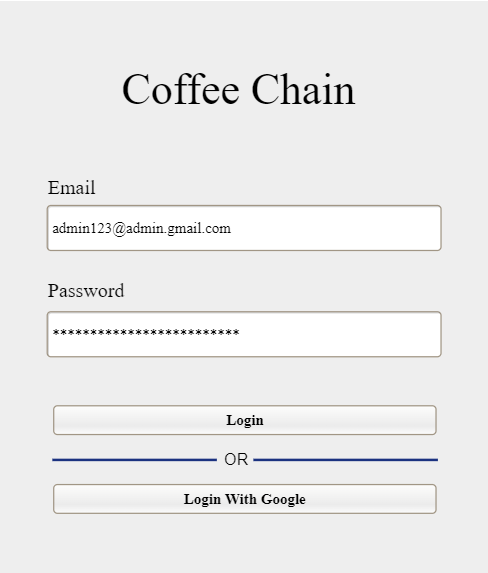 Coffee Chain
Email
admin123@admin.gmail.com
Password
*************************
Login
OR
Login With Google